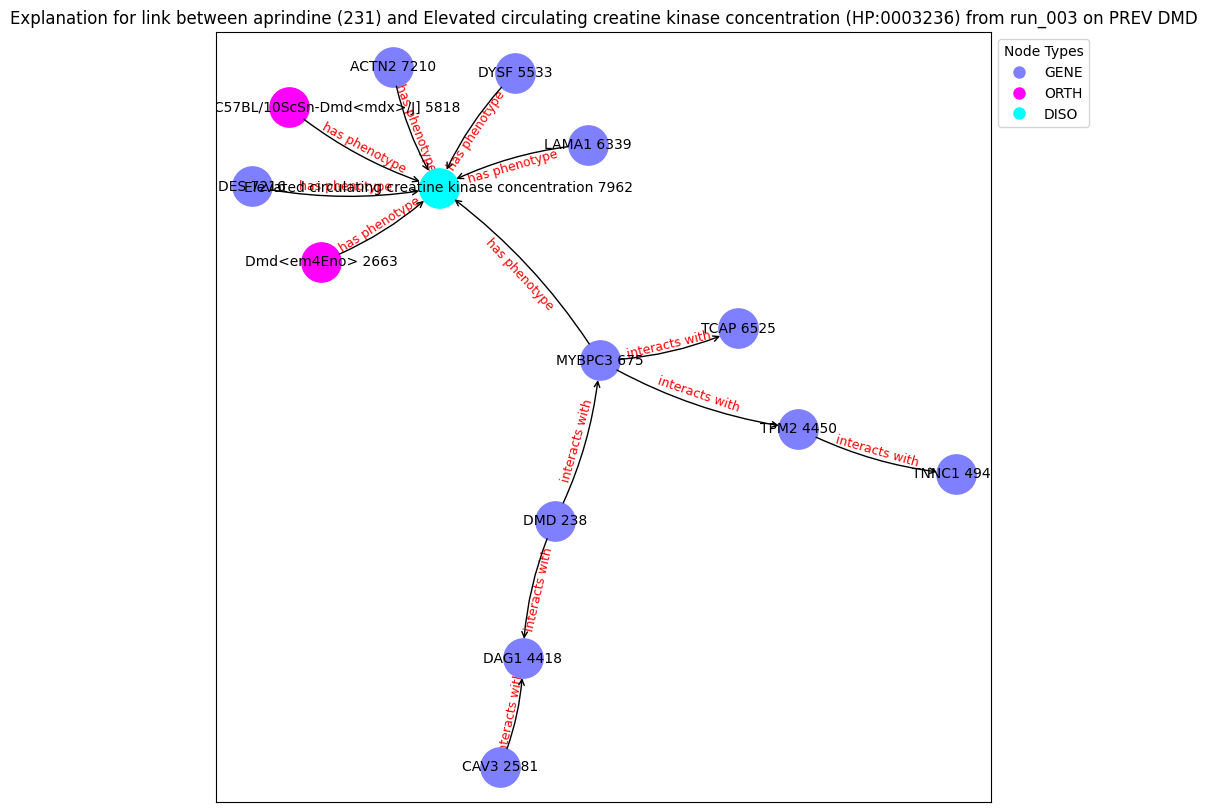 Explanation for link between aprindine (231) and Elevated circulating creatine kinase concentration (HP:0003236) from run_003 on PREV DMD
Node Types
GENE
ORTH
DISO
ACTN2 7210
DYSF 5533
C57BL/10ScSn-Dmd<mdx>/J] 5818
has phenotype
has phenotype
has phenotype
LAMA1 6339
has phenotype
DES 7216
has phenotype
Elevated circulating creatine kinase concentration 7962
has phenotype
Dmd<em4Eno> 2663
has phenotype
TCAP 6525
interacts with
MYBPC3 675
interacts with
TPM2 4450
interacts with
TNNC1 494
interacts with
DMD 238
interacts with
DAG1 4418
interacts with
CAV3 2581